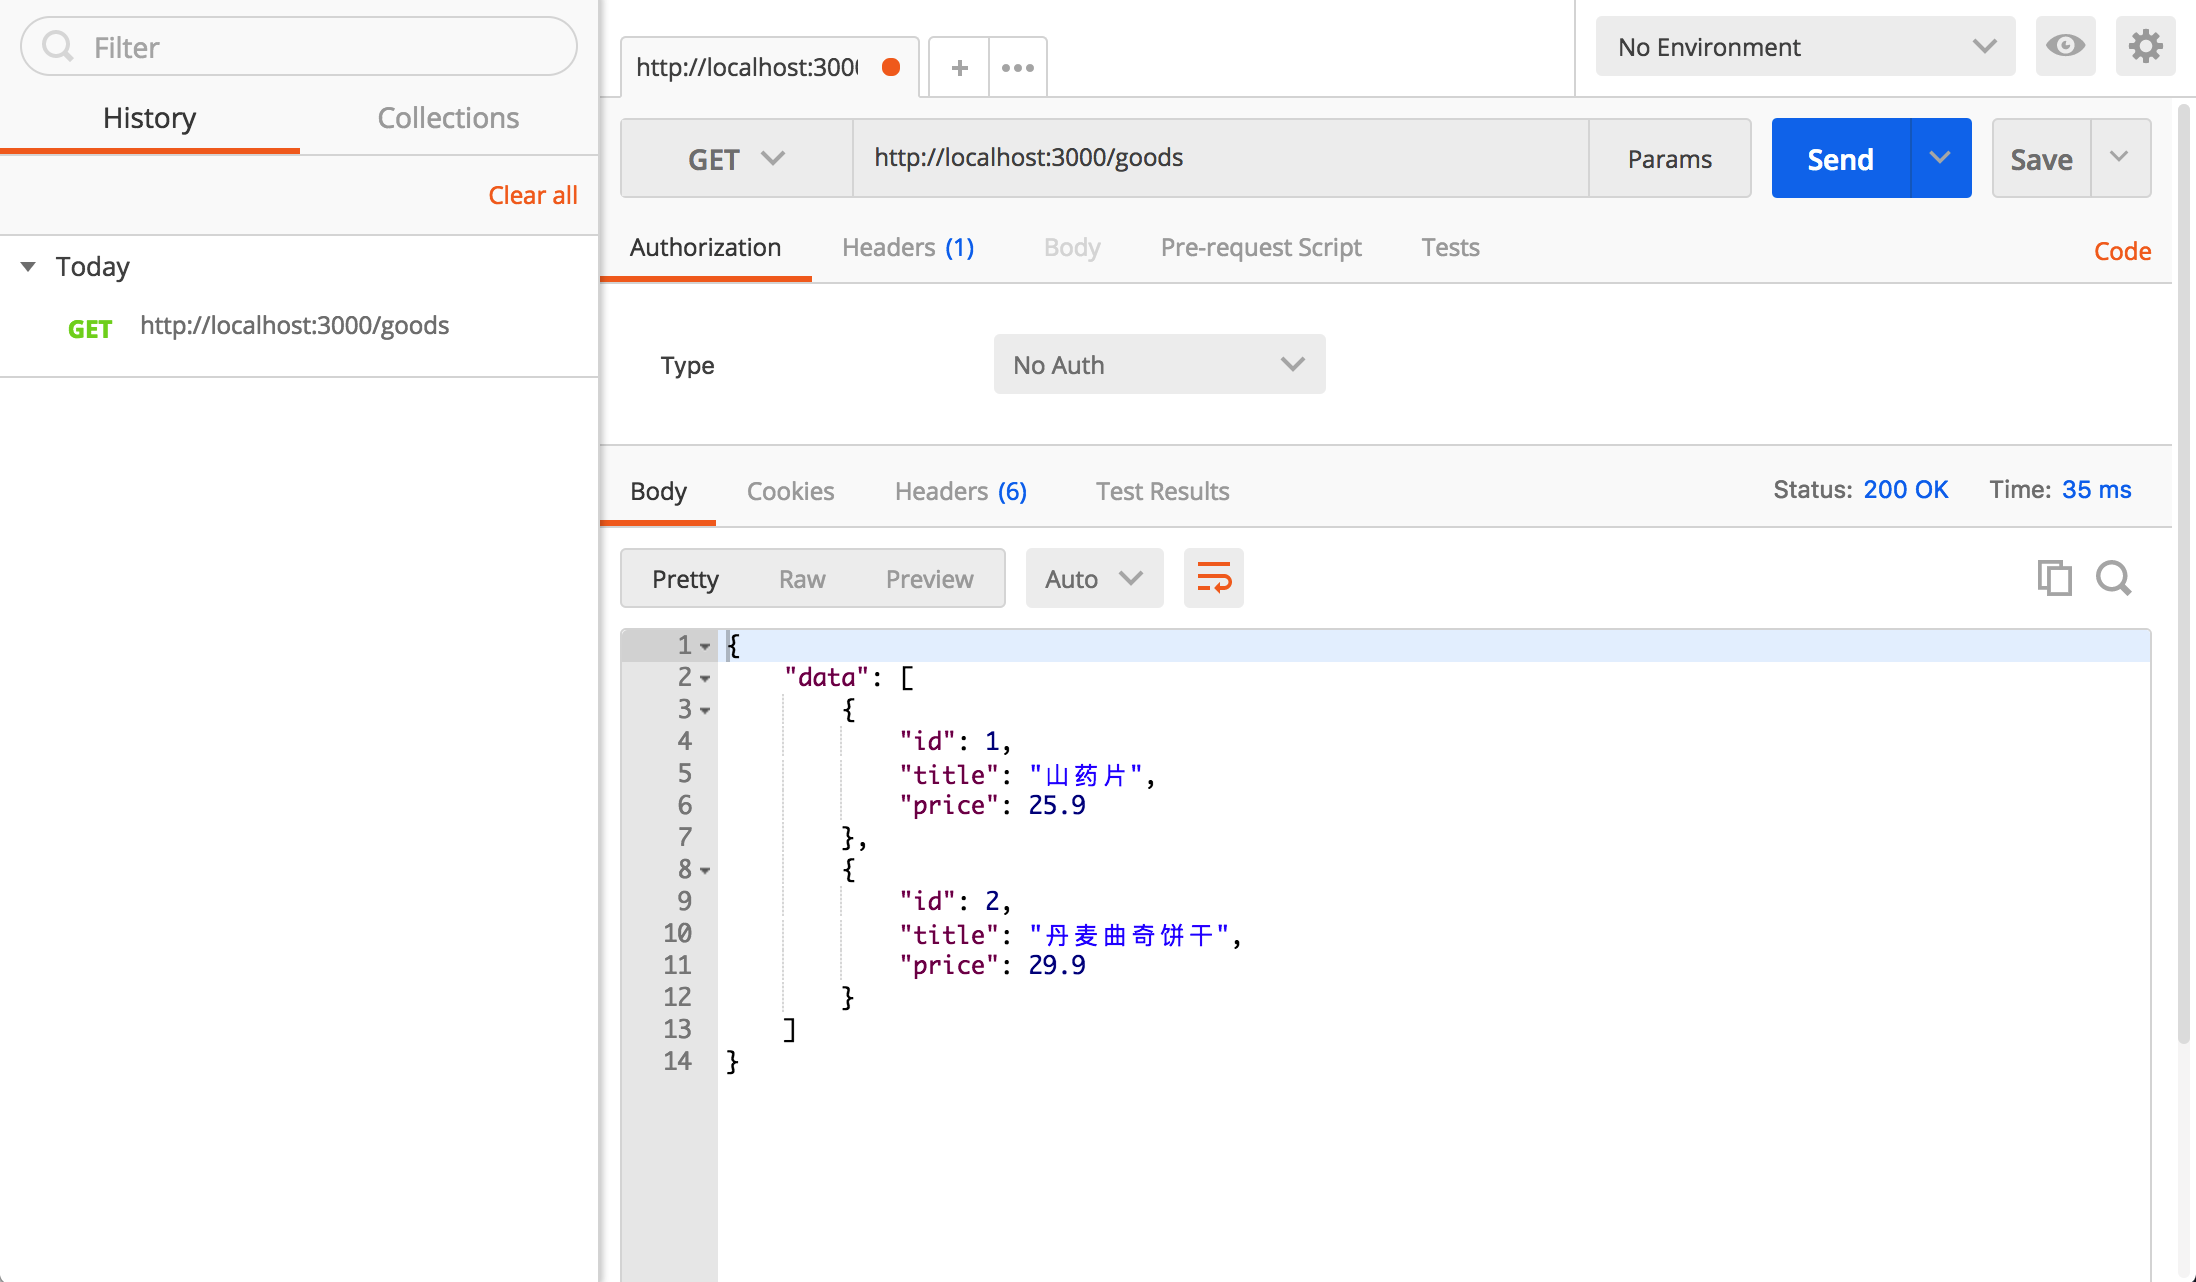 Filter
History Collections
Clear all
Today
GET http://localhost:3000/goods
http://localhost:300
No Environment
GET http://localhost:3000/goods Params Send Save
Authorization Headers (1) Body Pre-request Script Tests Code
Type No Auth
Body Cookies Headers (6) Test Results Status: 200 OK Time: 35 ms
Pretty Raw Preview Auto
1 {
2 "data": [
3 {
4 "id": 1,
5 "title": "山药片",
6 "price": 25.9
7 },
8 {
9 "id": 2,
10 "title": "丹麦曲奇饼干",
11 "price": 29.9
12 }
13 ]
14 }